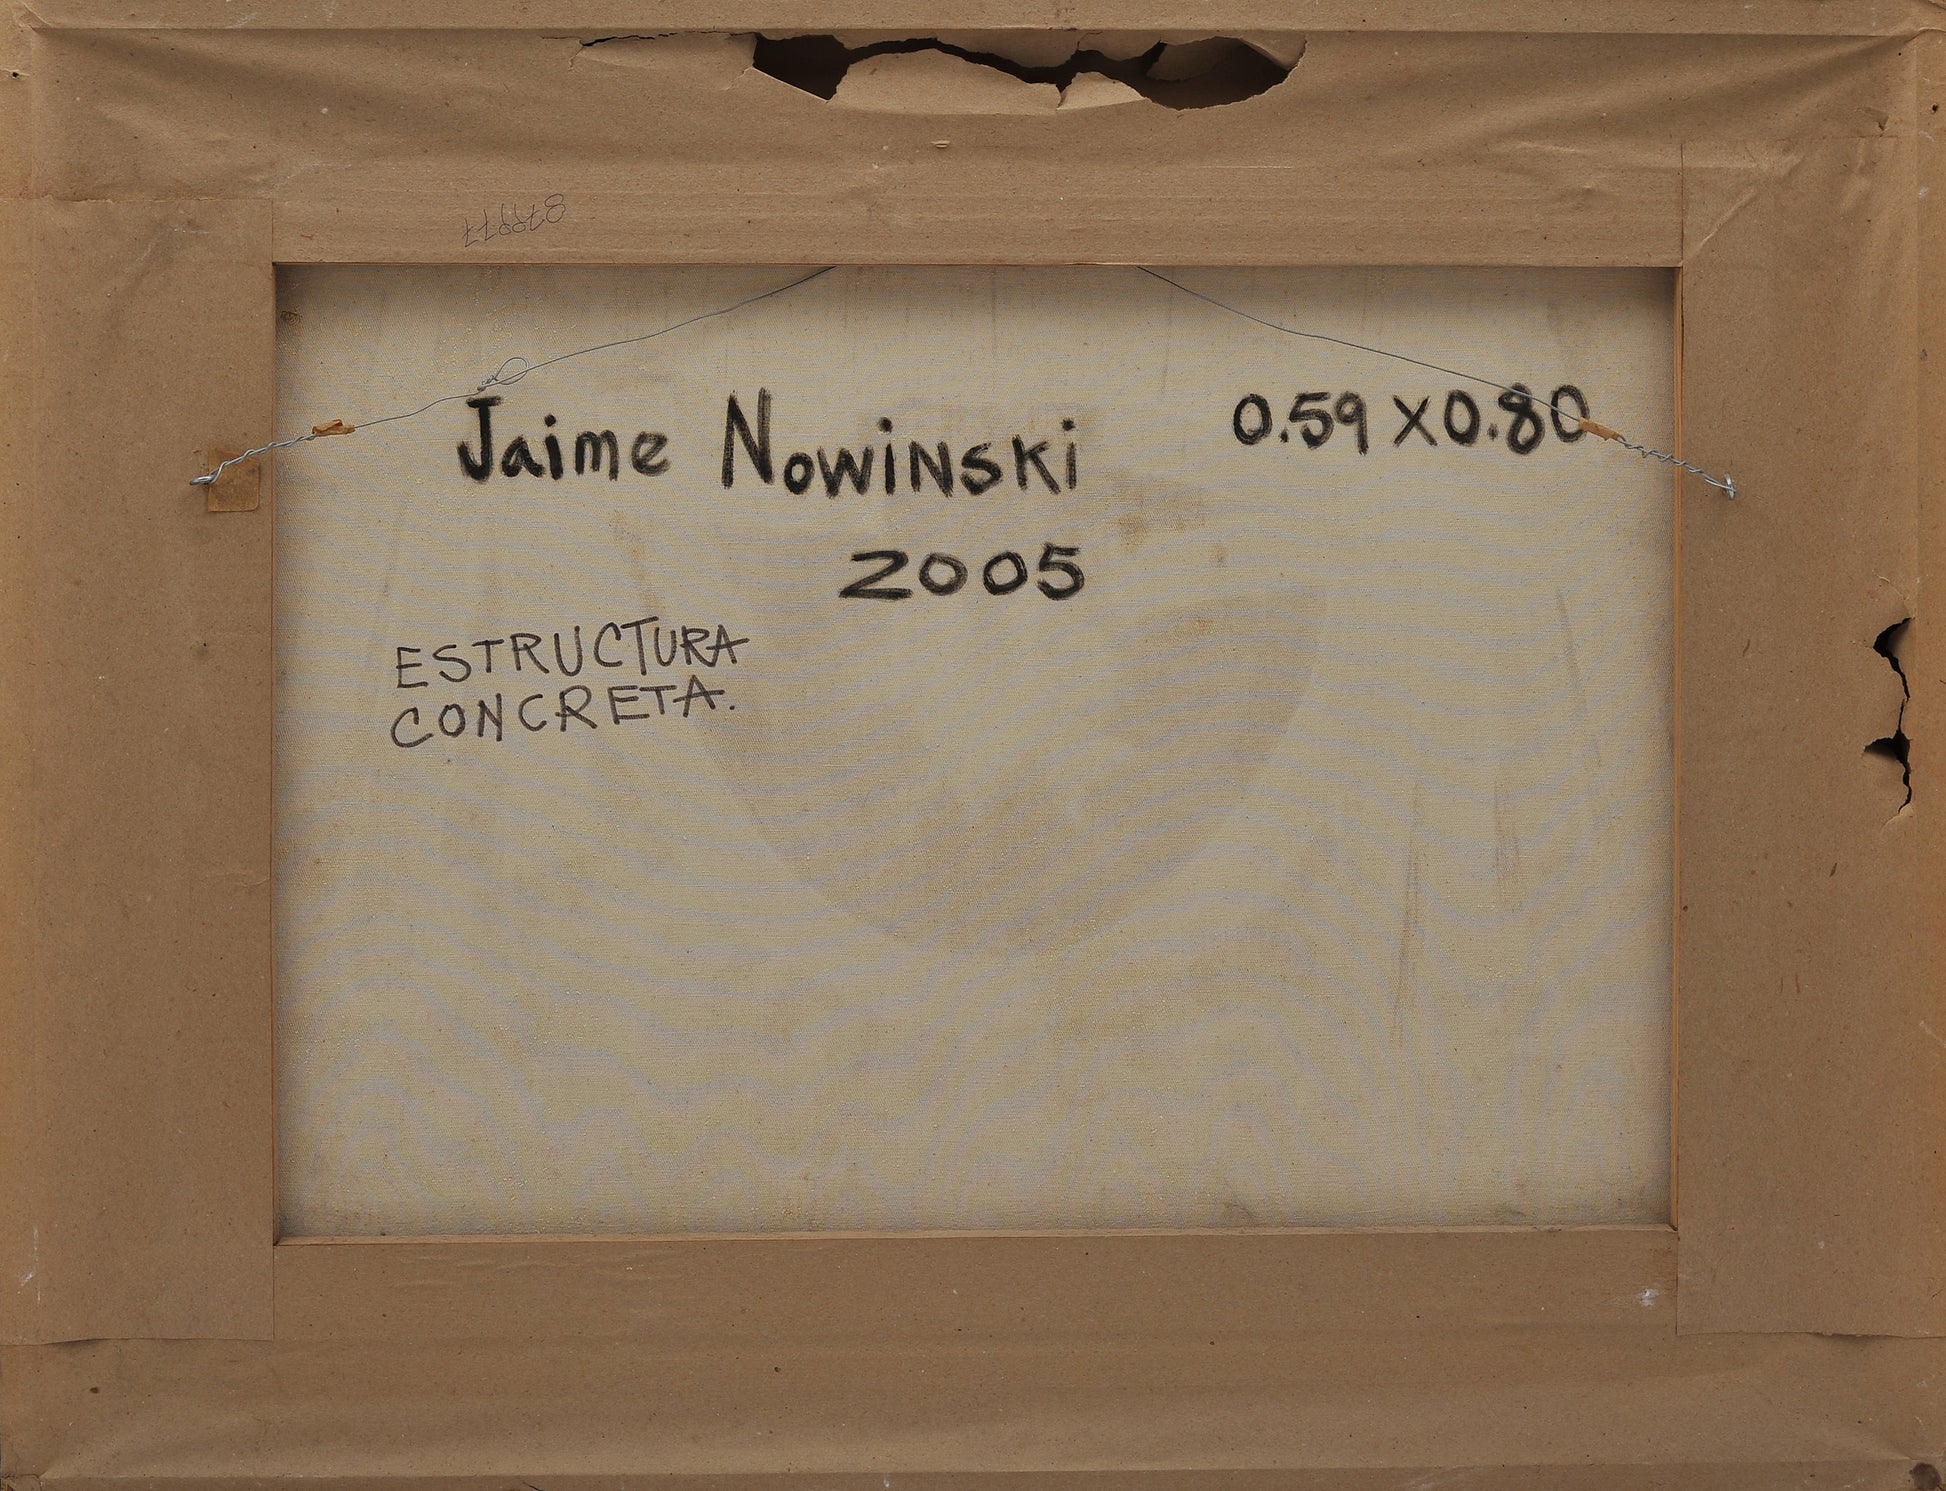 Jaime Nowinski
0.59 x 0.80
2005
ESTRUCTURA
CONCRETA.